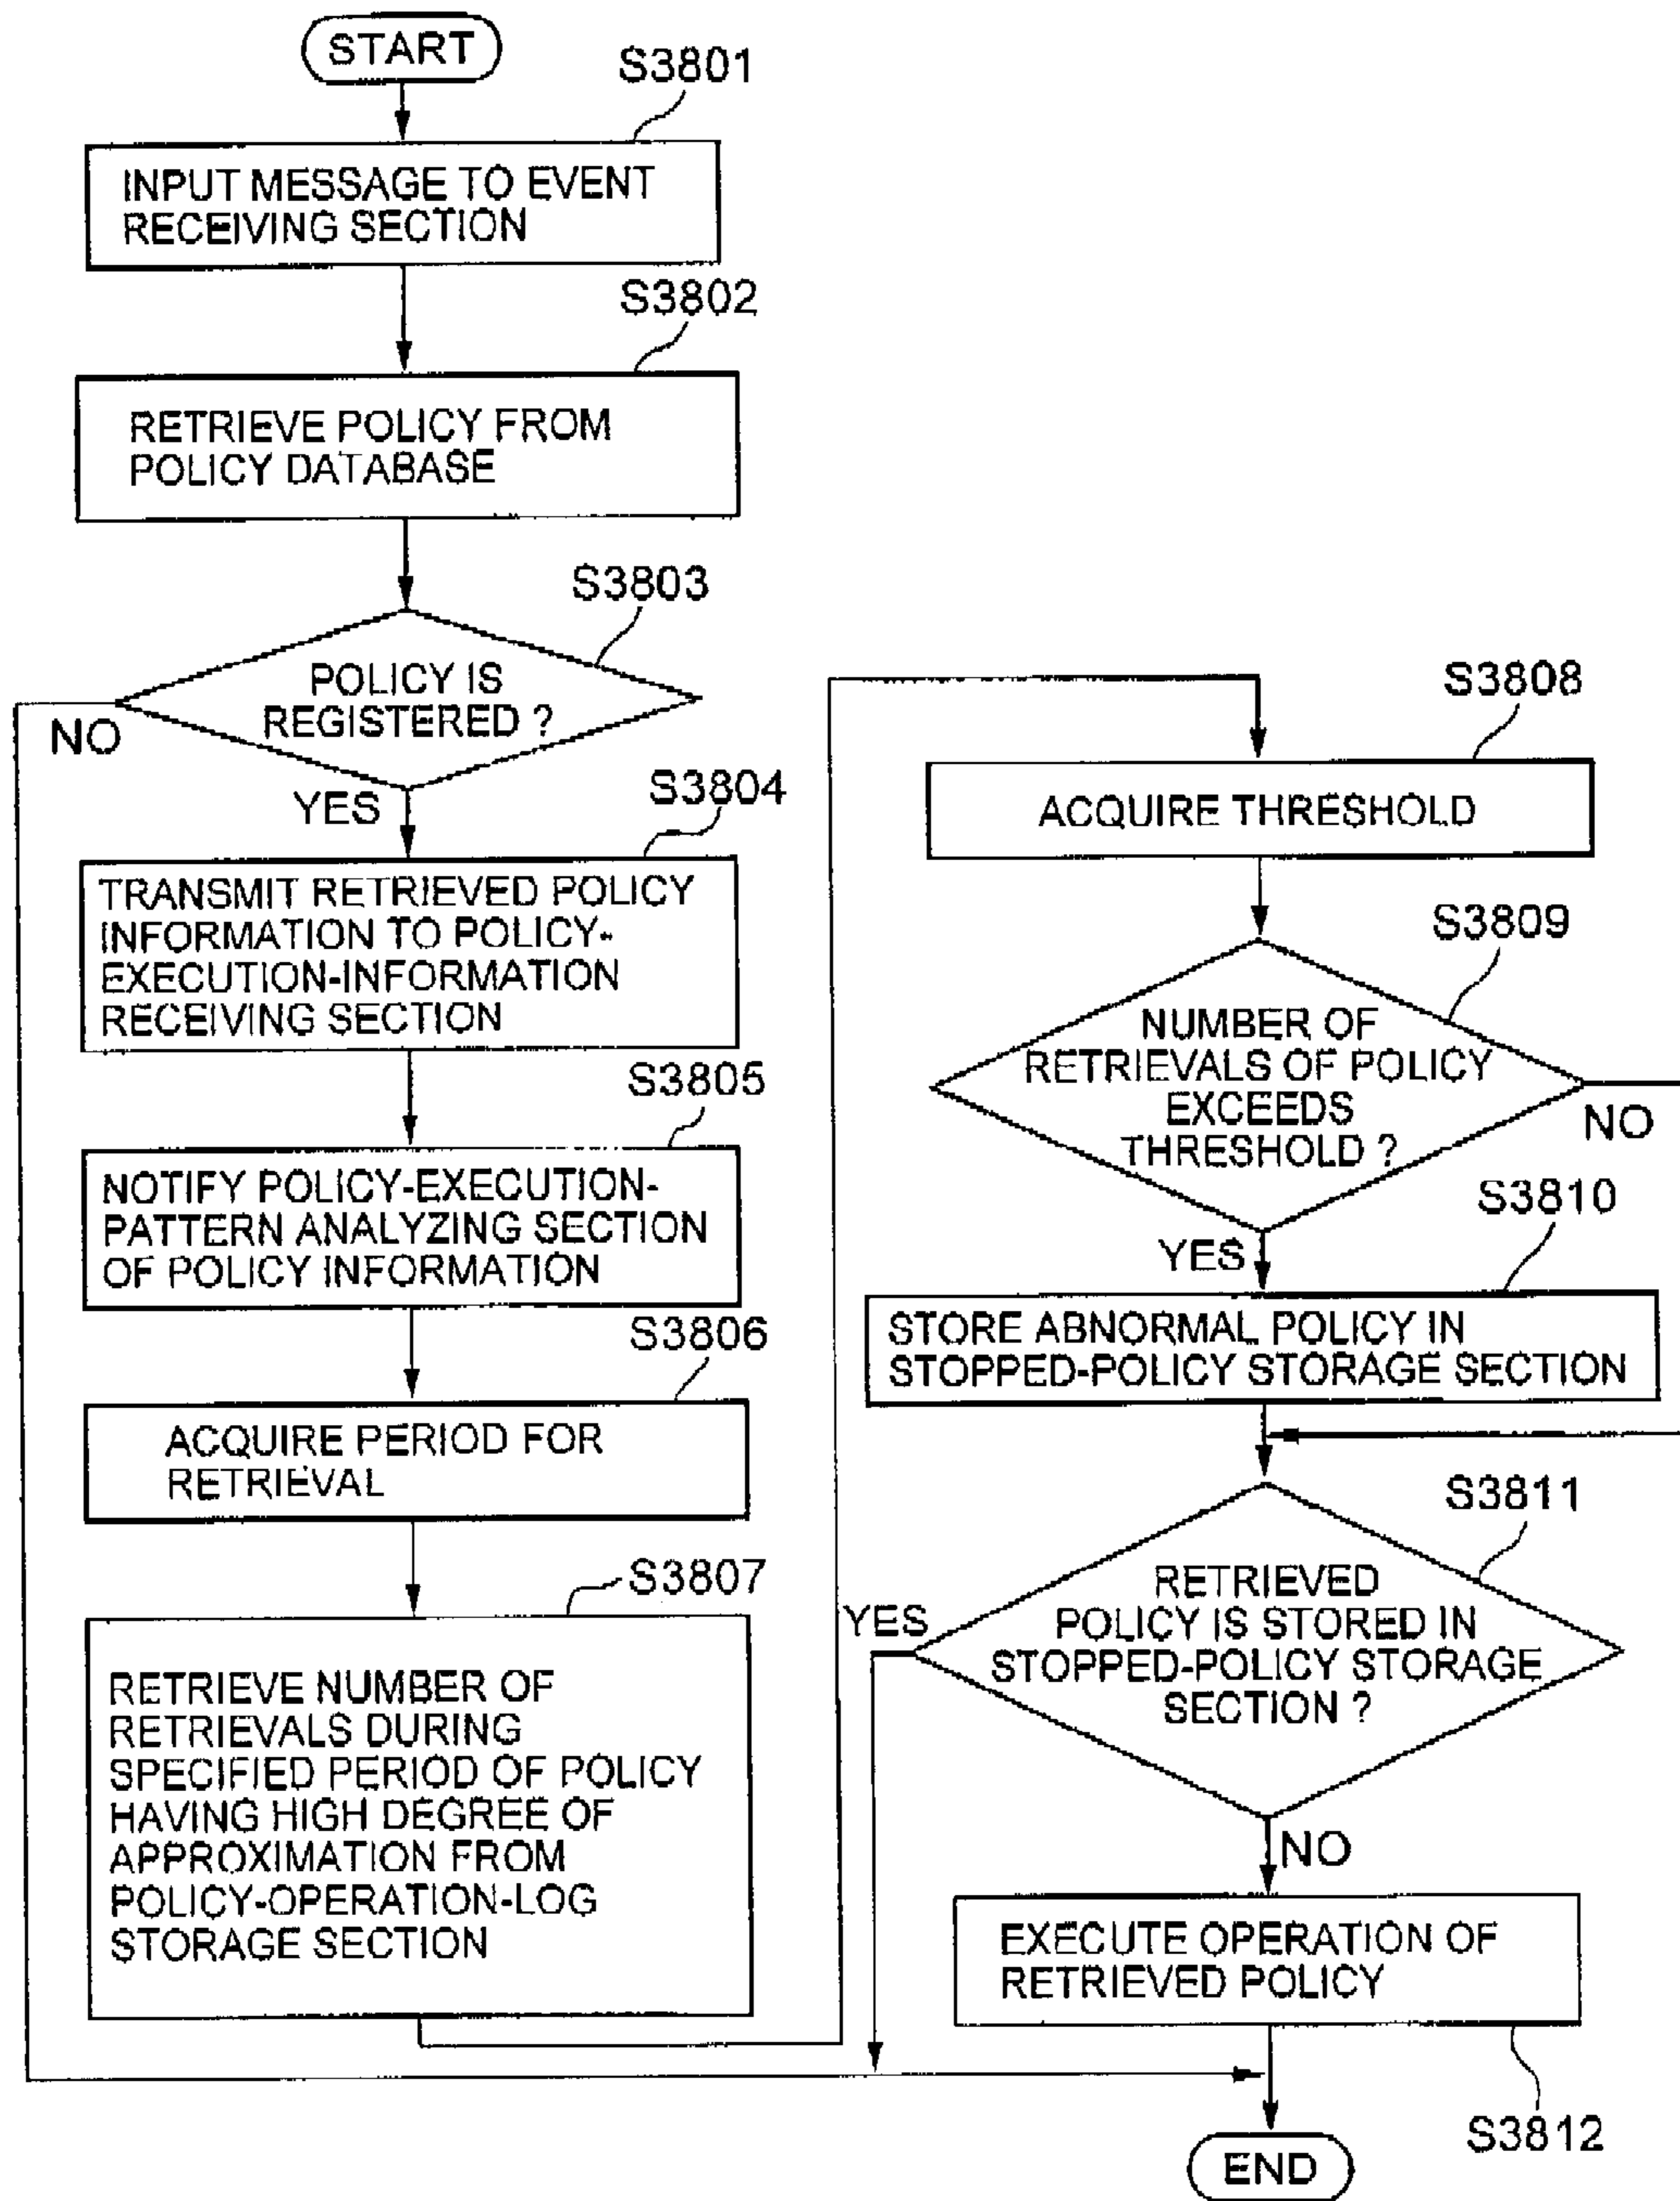 START
S3801
INPUT MESSAGE TO EVENT
RECEIVING SECTION
S3802
RETRIEVE POLICY FROM
POLICY DATABASE
S3803
POLICY IS
REGISTERED ?
NO
YES
S3804
TRANSMIT RETRIEVED POLICY
INFORMATION TO POLICY-
EXECUTION-INFORMATION
RECEIVING SECTION
S3805
NOTIFY POLICY-EXECUTION-
PATTERN ANALYZING SECTION
OF POLICY INFORMATION
S3806
ACQUIRE PERIOD FOR
RETRIEVAL
S3807
RETRIEVE NUMBER OF
RETRIEVALS DURING
SPECIFIED PERIOD OF POLICY
HAVING HIGH DEGREE OF
APPROXIMATION FROM
POLICY-OPERATION-LOG
STORAGE SECTION
S3808
ACQUIRE THRESHOLD
S3809
NUMBER OF
RETRIEVALS OF POLICY
EXCEEDS
THRESHOLD ?
NO
YES
S3810
STORE ABNORMAL POLICY IN
STOPPED-POLICY STORAGE SECTION
S3811
RETRIEVED
POLICY IS STORED IN
STOPPED-POLICY STORAGE
SECTION ?
YES
NO
EXECUTE OPERATION OF
RETRIEVED POLICY
S3812
END